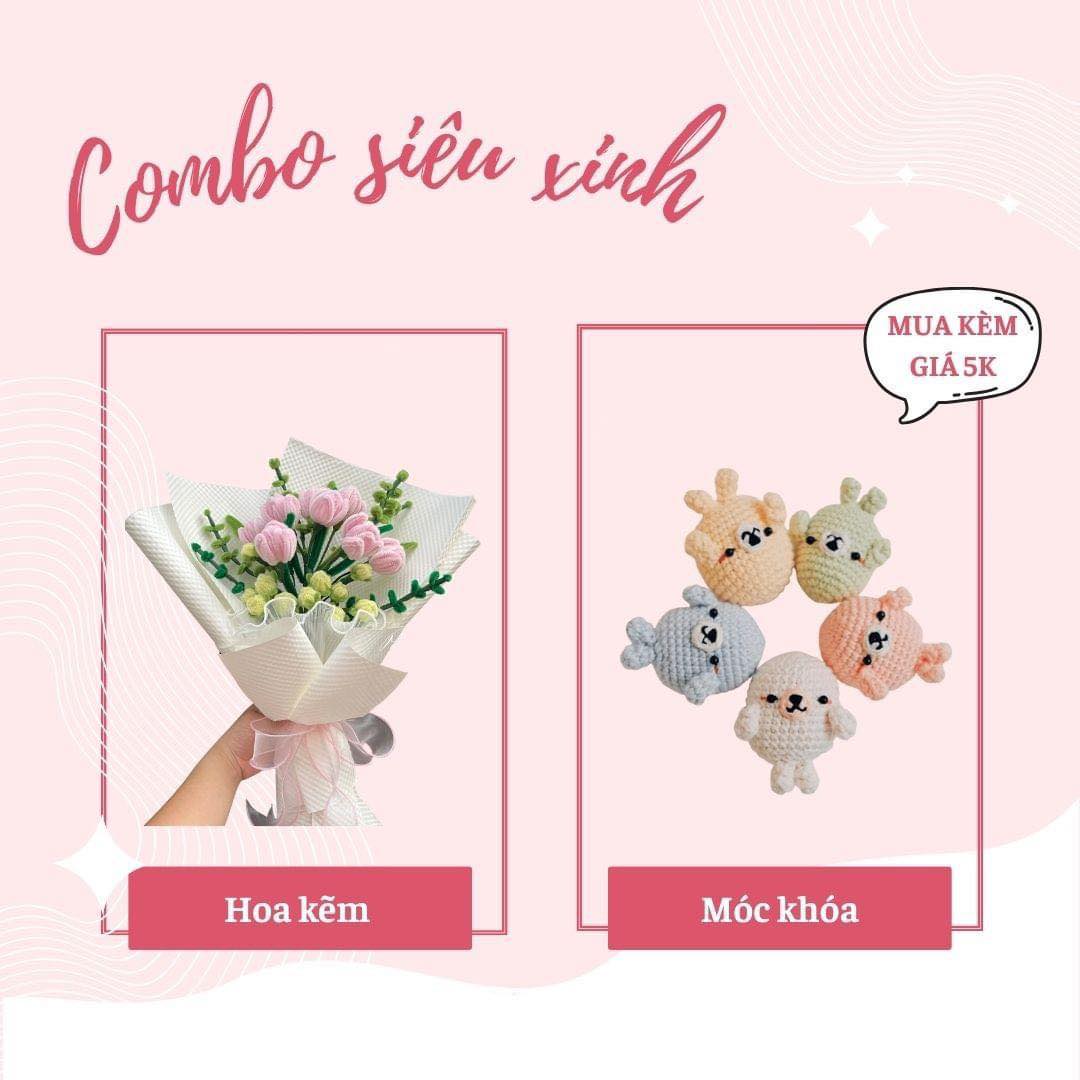 Combo siêu xinh
MUA KÈM
GIÁ 5K
Hoa kẽm
Móc khóa